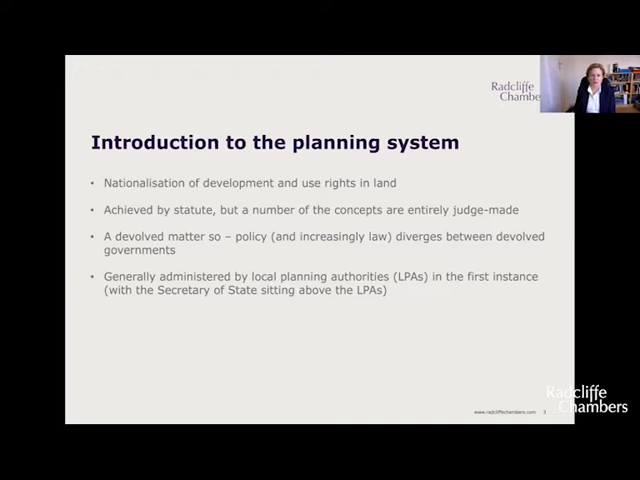 Radcliffe
Chambers
Introduction to the planning system
• Nationalisation of development and use rights in land
• Achieved by statute, but a number of the concepts are entirely judge-made
• A devolved matter so – policy (and increasingly law) diverges between devolved
governments
• Generally administered by local planning authorities (LPAs) in the first instance
(with the Secretary of State sitting above the LPAs)
www.radcliffechambers.com 3
Radcliffe
Chambers